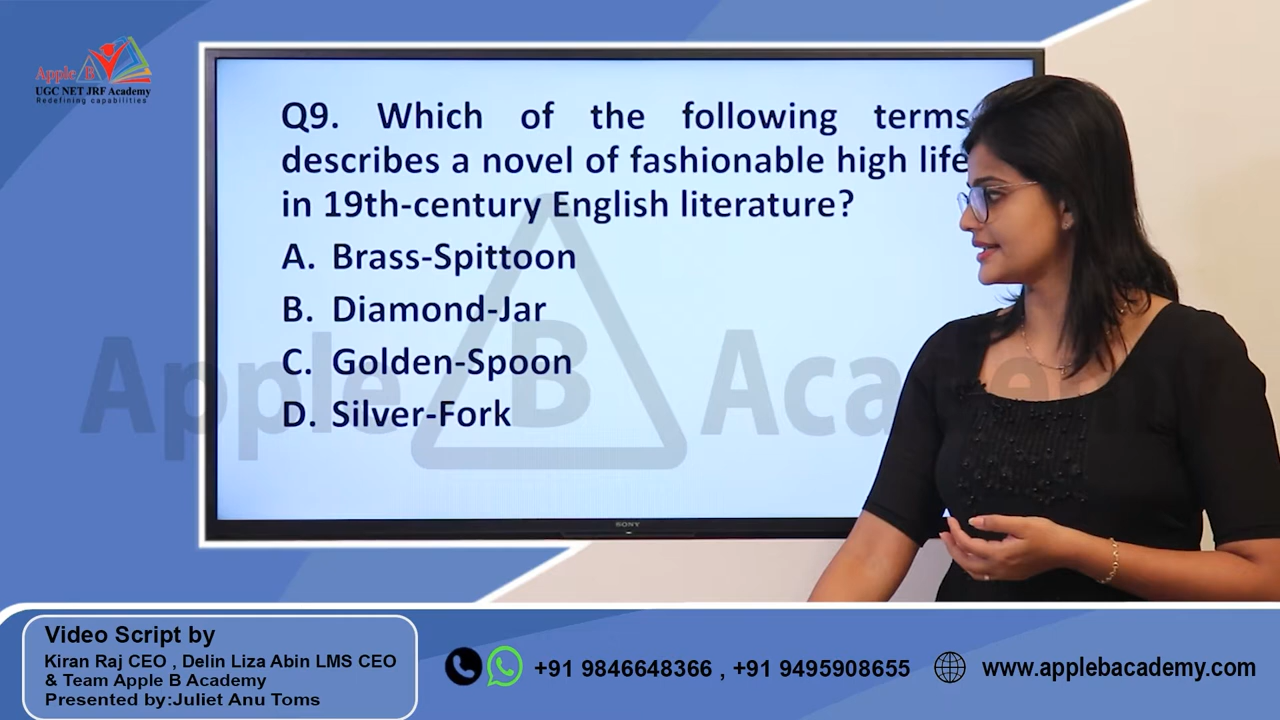 Apple B
UGC NET JRF Academy
Redefining capabilities
Q9. Which of the following terms
describes a novel of fashionable high life
in 19th-century English literature?
A. Brass-Spittoon
B. Diamond-Jar
C. Golden-Spoon
D. Silver-Fork
Apple B Academy
SONY
Video Script by
Kiran Raj CEO , Delin Liza Abin LMS CEO
& Team Apple B Academy
Presented by:Juliet Anu Toms
+91 9846648366 , +91 9495908655
www.applebacademy.com